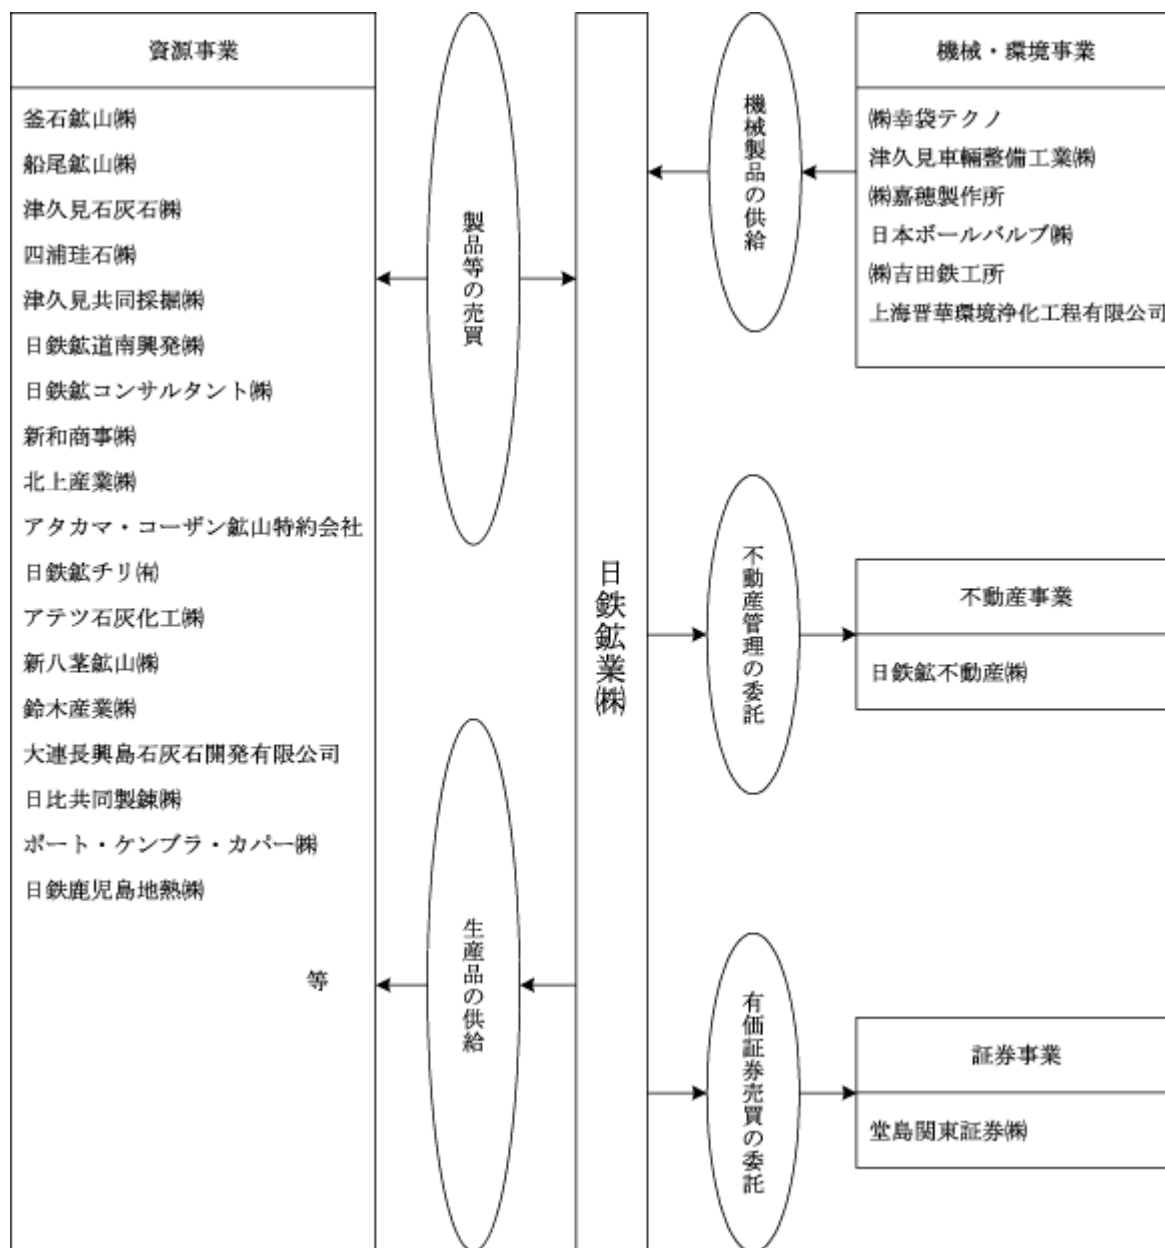 資源事業
釜石鉱山㈱
船尾鉱山㈱
津久見石灰石㈱
四浦珪石㈱
津久見共同採掘㈱
日鉄鉱道南興発㈱
日鉄鉱コンサルタント㈱
新和商事㈱
北上産業㈱
アタカマ・コーザン鉱山特約会社
日鉄鉱チリ㈲
アテツ石灰化工㈱
新八茎鉱山㈱
鈴木産業㈱
大連長興島石灰石開発有限公司
日比共同製錬㈱
ポート・ケンブラ・カパー㈱
日鉄鹿児島地熱㈱
等
製品等の売買
生産品の供給
日鉄鉱業㈱
機械製品の供給
不動産管理の委託
有価証券売買の委託
機械・環境事業
㈱幸袋テクノ
津久見車輌整備工業㈱
㈱嘉穂製作所
日本ボールバルブ㈱
㈱吉田鉄工所
上海晋華環境浄化工程有限公司
不動産事業
日鉄鉱不動産㈱
証券事業
堂島関東証券㈱